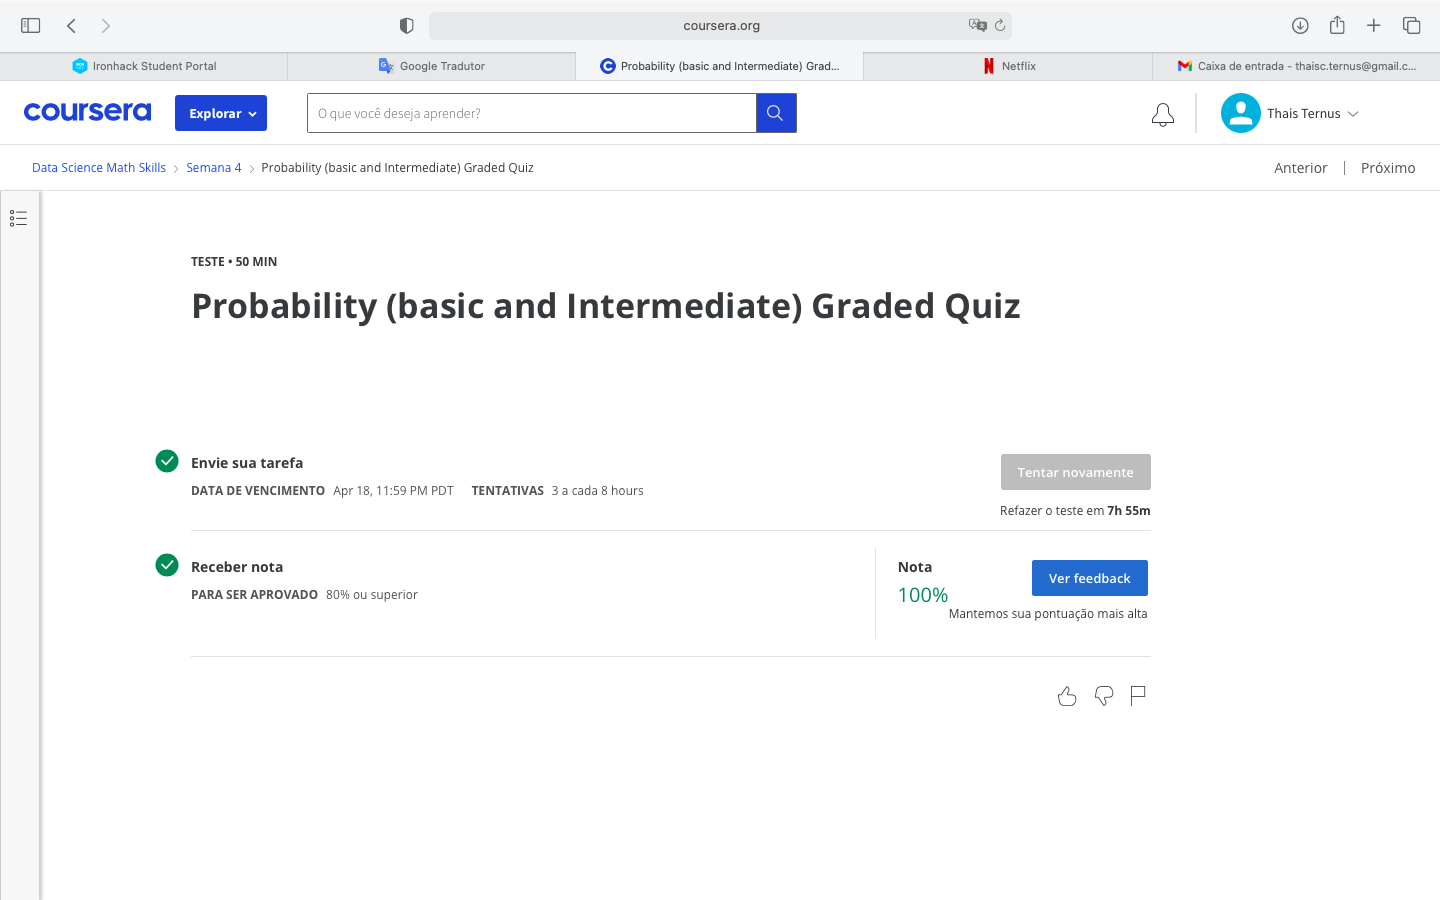 coursera.org
Ironhack Student Portal
Google Tradutor
Probability (basic and Intermediate) Grad...
Netflix
Caixa de entrada - thaisc.ternus@gmail.c...
coursera
Explorar
O que você deseja aprender?
Thais Ternus
Data Science Math Skills
Semana 4
Probability (basic and Intermediate) Graded Quiz
Anterior
Próximo
TESTE • 50 MIN
Probability (basic and Intermediate) Graded Quiz
Envie sua tarefa
Tentar novamente
DATA DE VENCIMENTO Apr 18, 11:59 PM PDT TENTATIVAS 3 a cada 8 hours
Refazer o teste em 7h 55m
Receber nota
PARA SER APROVADO 80% ou superior
Nota
100%
Ver feedback
Mantemos sua pontuação mais alta